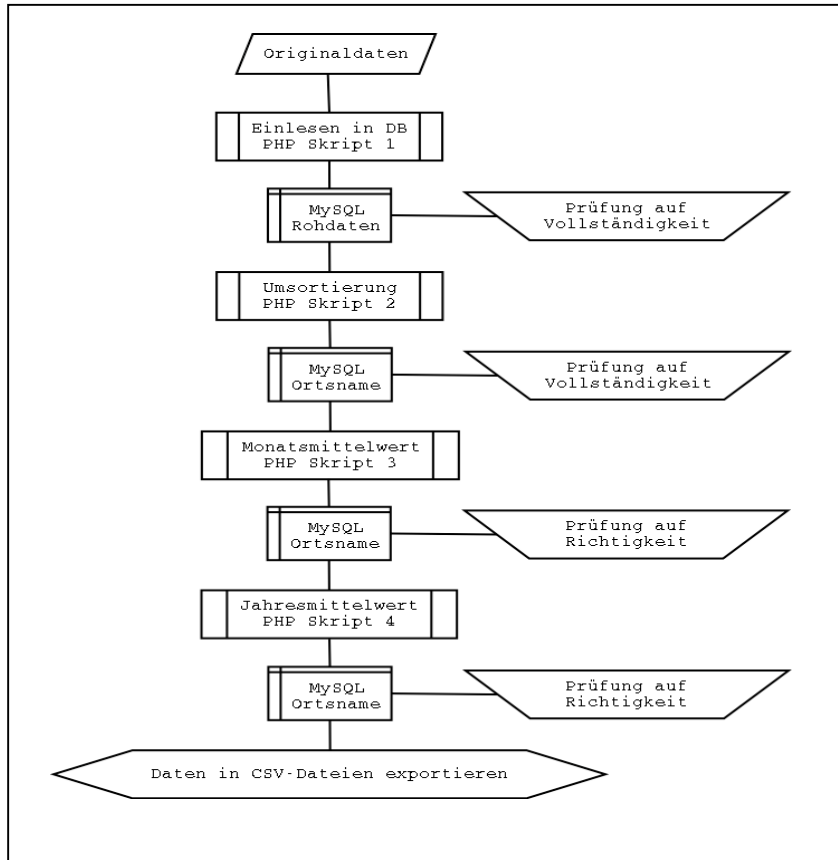 Originaldaten
Einlesen in DB
PHP Skript 1
MySQL
Rohdaten
Prüfung auf
Vollständigkeit
Umsortierung
PHP Skript 2
MySQL
Ortsname
Prüfung auf
Vollständigkeit
Monatsmittelwert
PHP Skript 3
MySQL
Ortsname
Prüfung auf
Richtigkeit
Jahresmittelwert
PHP Skript 4
MySQL
Ortsname
Prüfung auf
Richtigkeit
Daten in CSV-Dateien exportieren